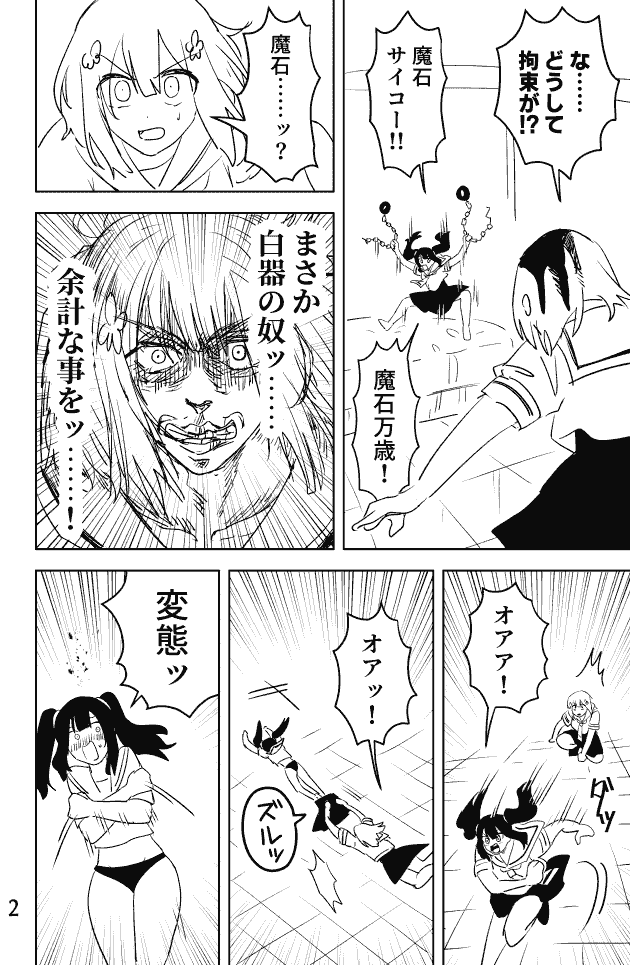 な……
どうして
拘束が!?
魔石
サイコー!!
魔石万歳！
魔石……ッ？
まさか
白器の奴ッ……
余計な事をッ……！
オアア！
ダッ
オアッ！
ズルッ
変態ッ
2